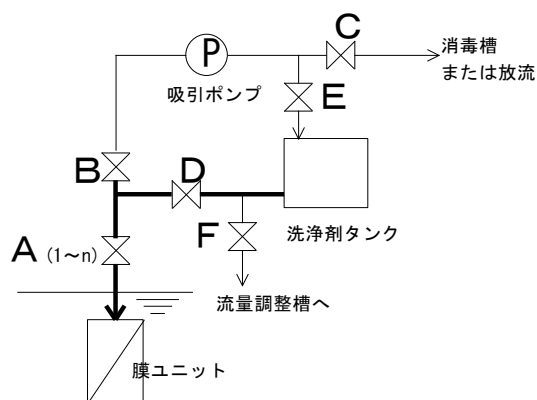 C
P
消毒槽
または放流
吸引ポンプ
E
B
D
A (1~n)
F
洗浄剤タンク
流量調整槽へ
膜ユニット